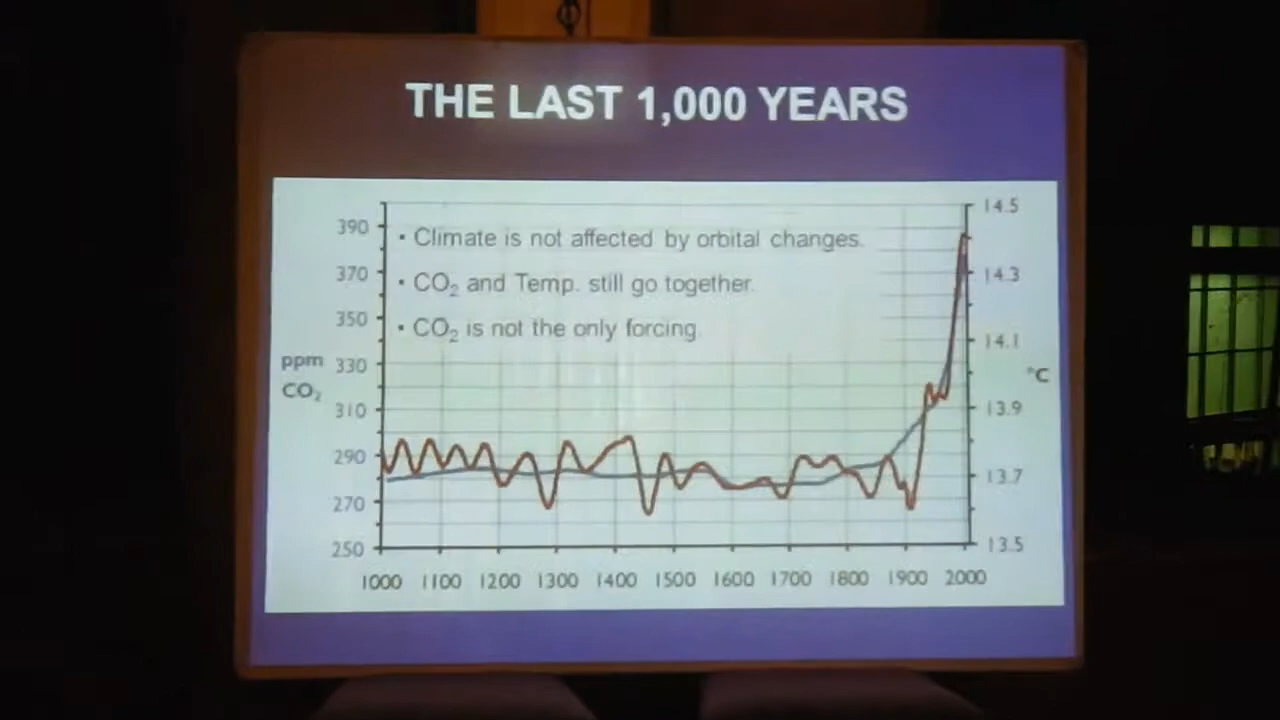 THE LAST 1,000 YEARS
• Climate is not affected by orbital changes.
• CO₂ and Temp. still go together.
• CO₂ is not the only forcing.
ppm
CO₂
390
370
350
330
310
290
270
250
14.5
14.3
14.1
13.9
13.7
13.5
°C
1000 1100 1200 1300 1400 1500 1600 1700 1800 1900 2000